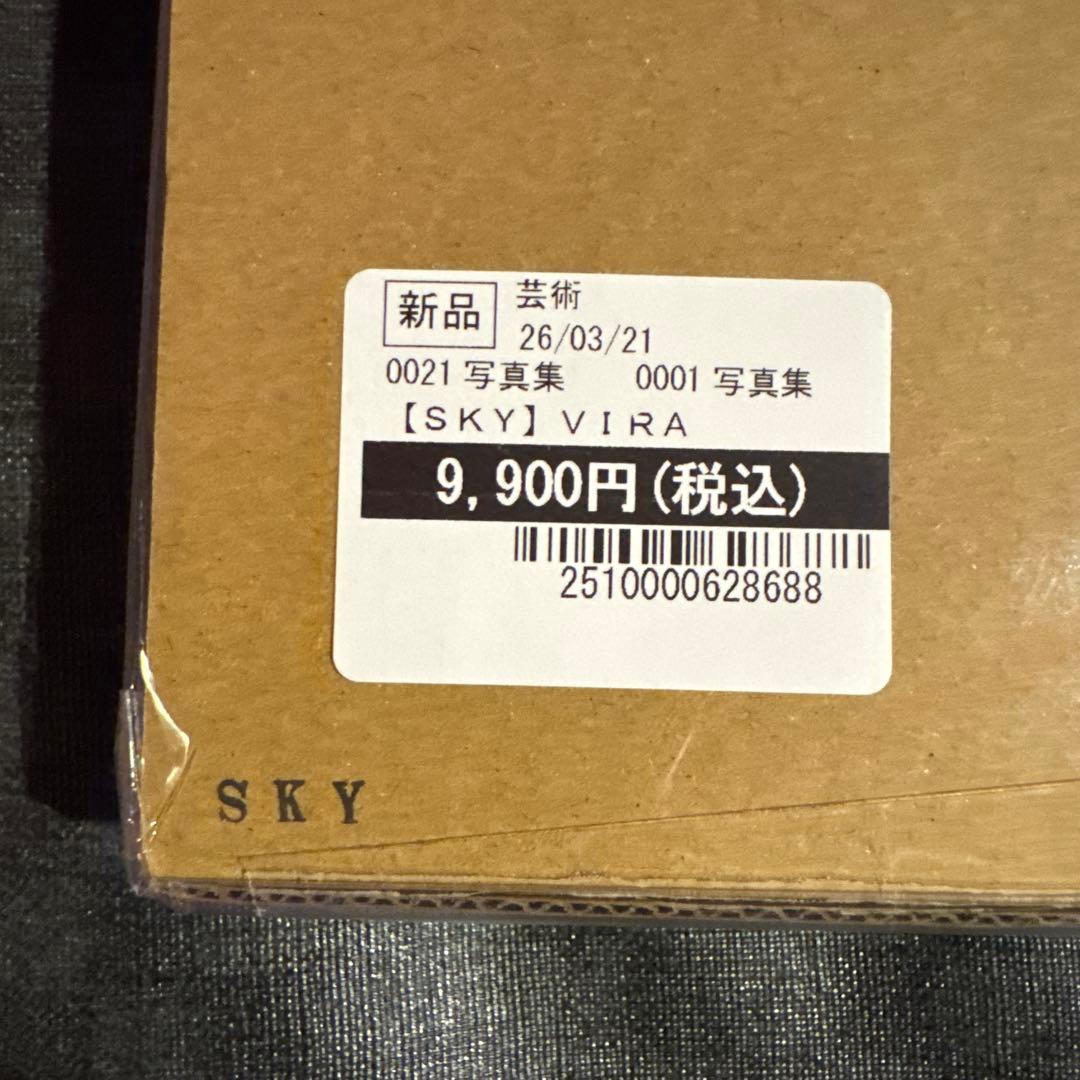 新品 芸術
26/03/21
0021 写真集 0001 写真集
【SKY】VIRA
9,900円(税込)
2510000628688
SKY